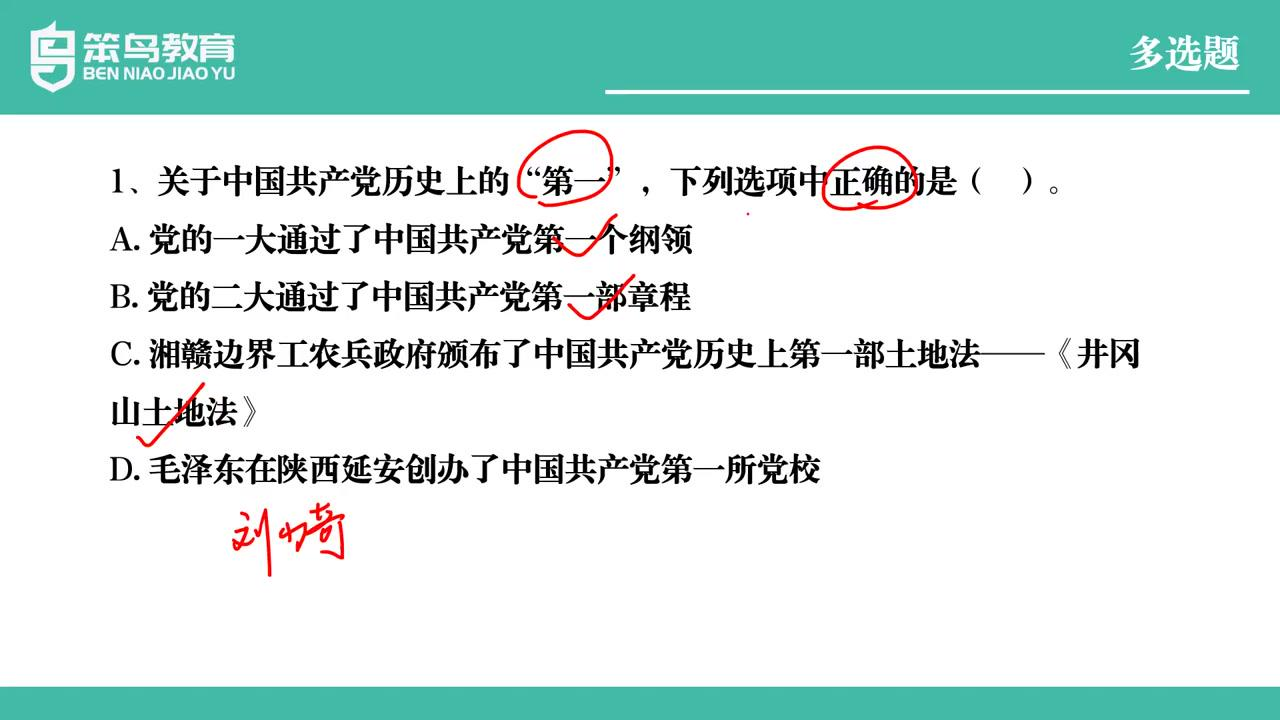 笨鸟教育
BEN NIAO JIAO YU
多选题
1、关于中国共产党历史上的“第一”，下列选项中正确的是（　）。
A. 党的一大通过了中国共产党第一个纲领
B. 党的二大通过了中国共产党第一部章程
C. 湘赣边界工农兵政府颁布了中国共产党历史上第一部土地法——《井冈
山土地法》
D. 毛泽东在陕西延安创办了中国共产党第一所党校
刘少奇